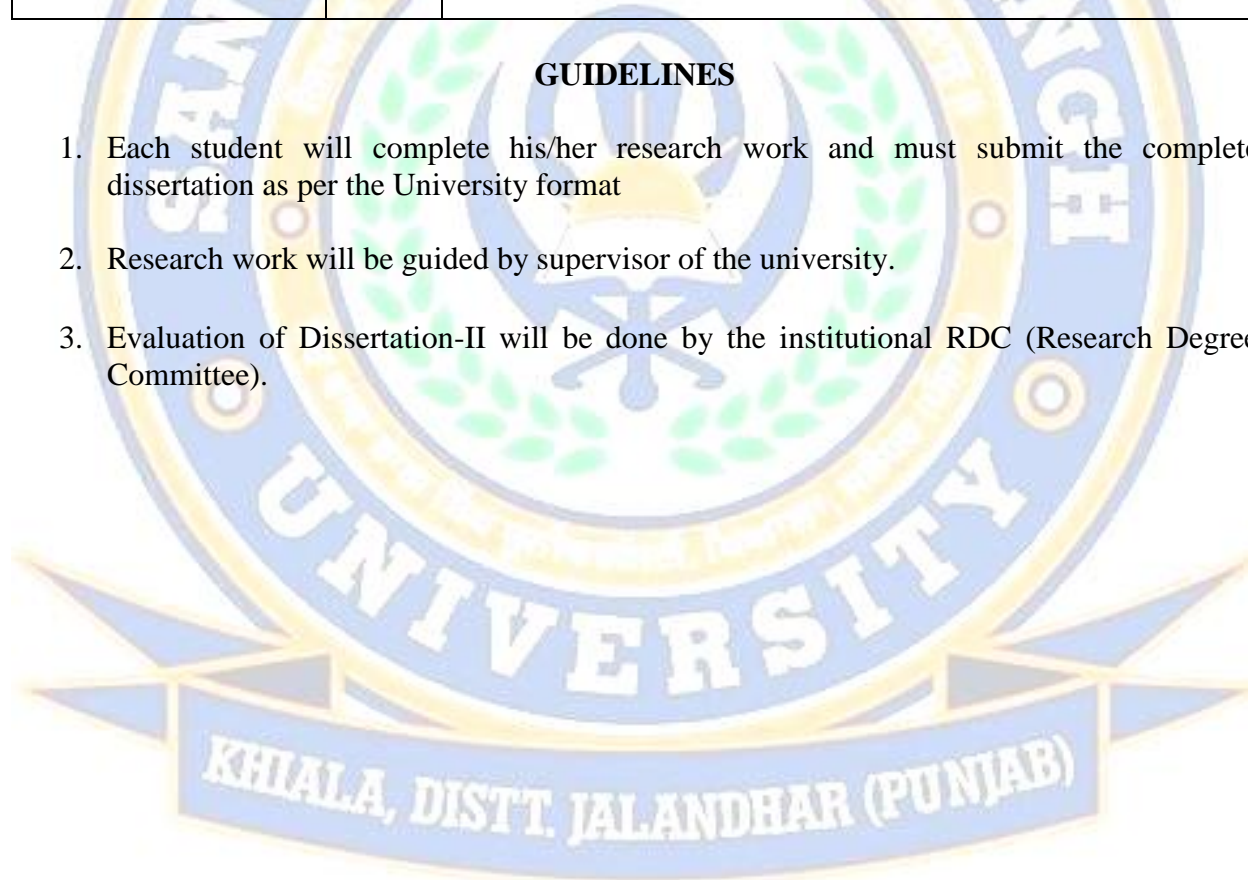 GUIDELINES
1. Each student will complete his/her research work and must submit the complete
dissertation as per the University format
2. Research work will be guided by supervisor of the university.
3. Evaluation of Dissertation-II will be done by the institutional RDC (Research Degree
Committee).
UNIVERSITY
KHIALA, DISTT. JALANDHAR (PUNJAB)